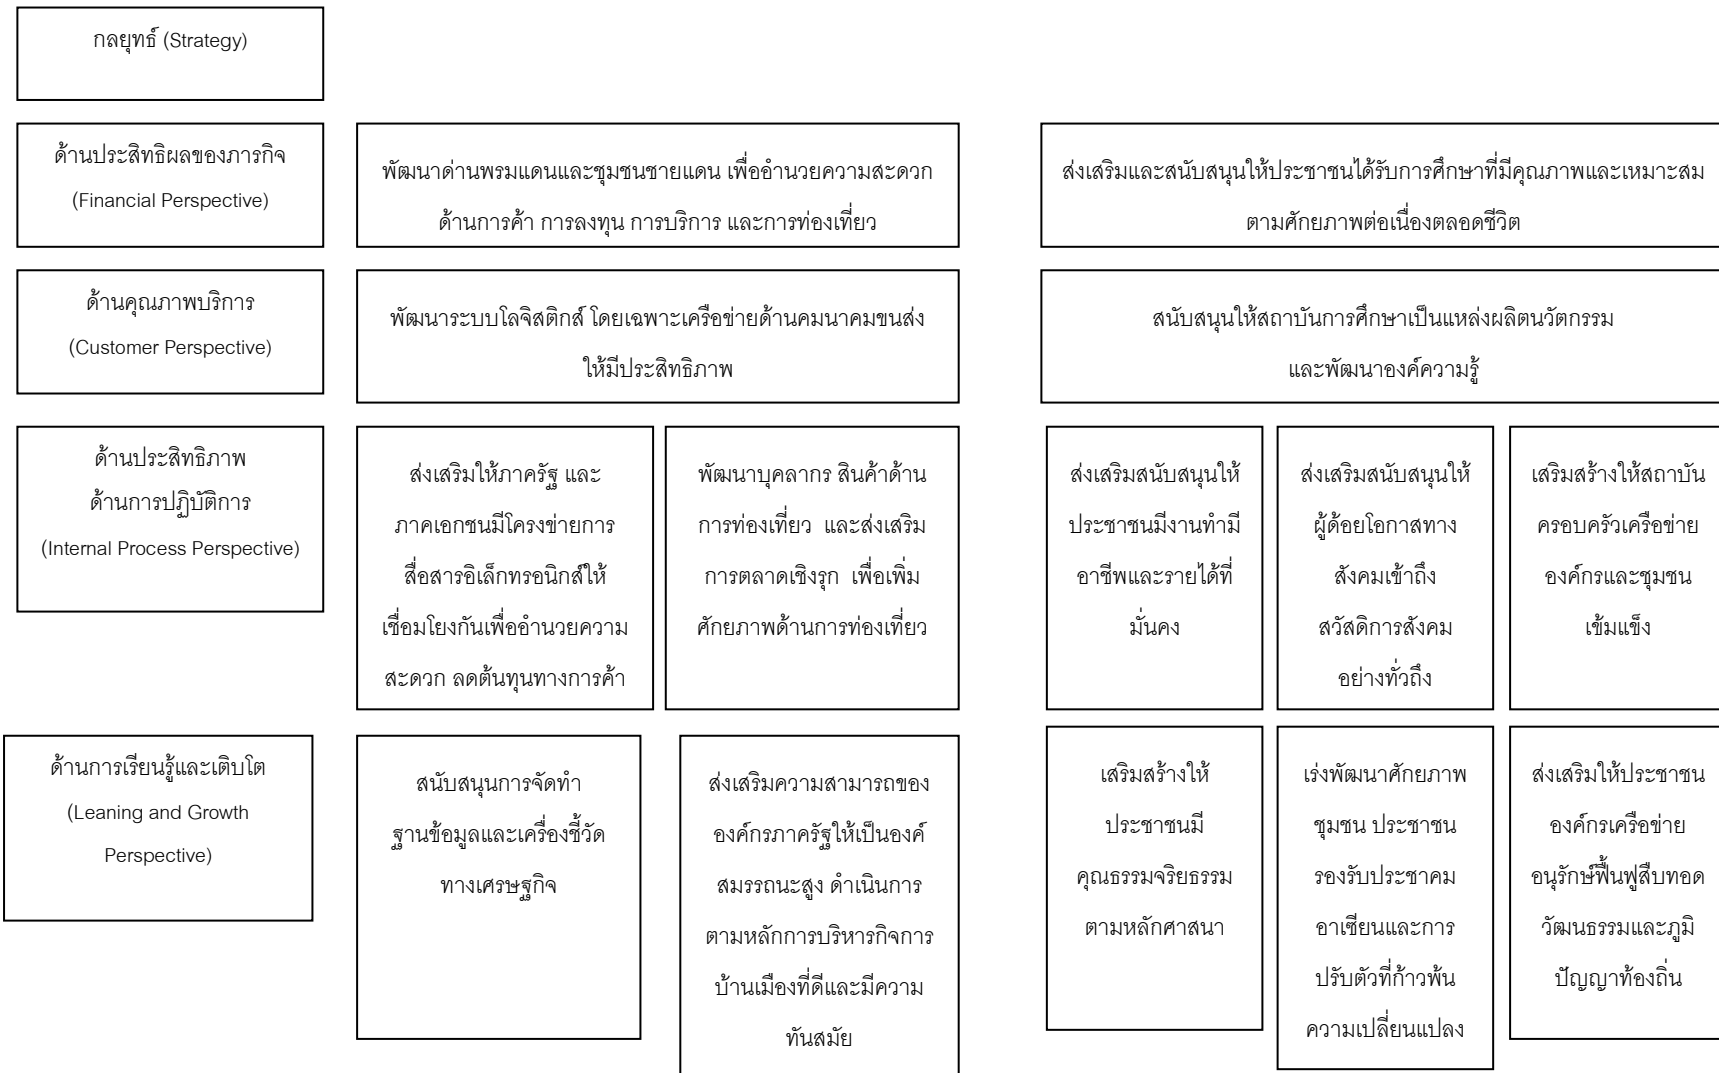 กลยุทธ์ (Strategy)
ด้านประสิทธิผลของภารกิจ
(Financial Perspective)
พัฒนาด่านพรมแดนและชุมชนชายแดน เพื่ออำนวยความสะดวก
ด้านการค้า การลงทุน การบริการ และการท่องเที่ยว
ส่งเสริมและสนับสนุนให้ประชาชนได้รับการศึกษาที่มีคุณภาพและเหมาะสม
ตามศักยภาพต่อเนื่องตลอดชีวิต
ด้านคุณภาพบริการ
(Customer Perspective)
พัฒนาระบบโลจิสติกส์ โดยเฉพาะเครือข่ายด้านคมนาคมขนส่ง
ให้มีประสิทธิภาพ
สนับสนุนให้สถาบันการศึกษาเป็นแหล่งผลิตนวัตกรรม
และพัฒนาองค์ความรู้
ด้านประสิทธิภาพ
ด้านการปฏิบัติการ
(Internal Process Perspective)
ส่งเสริมให้ภาครัฐ และ
ภาคเอกชนมีโครงข่ายการ
สื่อสารอิเล็กทรอนิกส์ให้
เชื่อมโยงกันเพื่ออำนวยความ
สะดวก ลดต้นทุนทางการค้า
พัฒนาบุคลากร สินค้าด้าน
การท่องเที่ยว และส่งเสริม
การตลาดเชิงรุก เพื่อเพิ่ม
ศักยภาพด้านการท่องเที่ยว
ส่งเสริมสนับสนุนให้
ประชาชนมีงานทำมี
อาชีพและรายได้ที่
มั่นคง
ส่งเสริมสนับสนุนให้
ผู้ด้อยโอกาสทาง
สังคมเข้าถึง
สวัสดิการสังคม
อย่างทั่วถึง
เสริมสร้างให้สถาบัน
ครอบครัวเครือข่าย
องค์กรและชุมชน
เข้มแข็ง
ด้านการเรียนรู้และเติบโต
(Leaning and Growth
Perspective)
สนับสนุนการจัดทำ
ฐานข้อมูลและเครื่องชี้วัด
ทางเศรษฐกิจ
ส่งเสริมความสามารถของ
องค์กรภาครัฐให้เป็นองค์
สมรรถนะสูง ดำเนินการ
ตามหลักการบริหารกิจการ
บ้านเมืองที่ดีและมีความ
ทันสมัย
เสริมสร้างให้
ประชาชนมี
คุณธรรมจริยธรรม
ตามหลักศาสนา
เร่งพัฒนาศักยภาพ
ชุมชน ประชาชน
รองรับประชาคม
อาเซียนและการ
ปรับตัวที่ก้าวพ้น
ความเปลี่ยนแปลง
ส่งเสริมให้ประชาชน
องค์กรเครือข่าย
อนุรักษ์ฟื้นฟูสืบทอด
วัฒนธรรมและภูมิ
ปัญญาท้องถิ่น